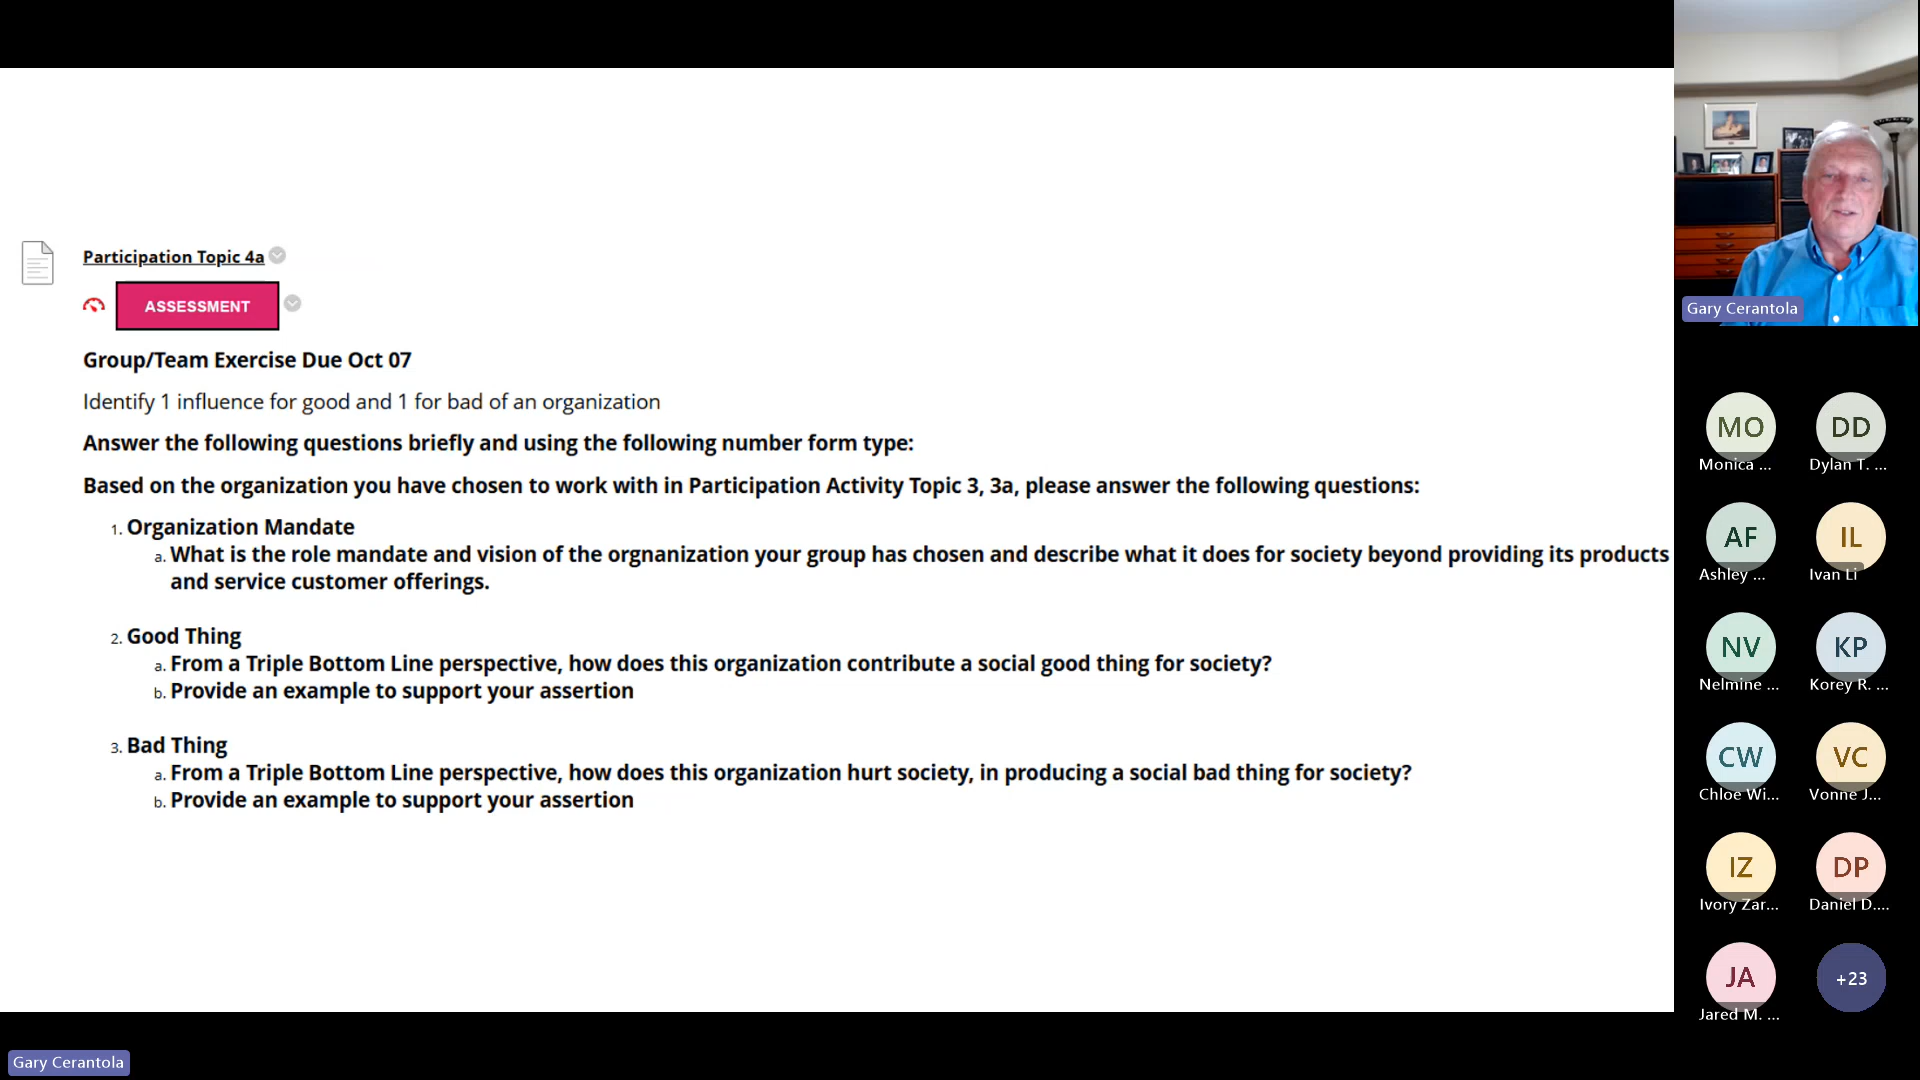 Participation Topic 4a
ASSESSMENT
Group/Team Exercise Due Oct 07
Identify 1 influence for good and 1 for bad of an organization
Answer the following questions briefly and using the following number form type:
Based on the organization you have chosen to work with in Participation Activity Topic 3, 3a, please answer the following questions:
1. Organization Mandate
a. What is the role mandate and vision of the orgnanization your group has chosen and describe what it does for society beyond providing its products
and service customer offerings.
2. Good Thing
a. From a Triple Bottom Line perspective, how does this organization contribute a social good thing for society?
b. Provide an example to support your assertion
3. Bad Thing
a. From a Triple Bottom Line perspective, how does this organization hurt society, in producing a social bad thing for society?
b. Provide an example to support your assertion
Gary Cerantola
MO
DD
Monica ...
Dylan T. ...
AF
IL
Ashley ...
Ivan Li
NV
KP
Nelmine ...
Korey R. ...
CW
VC
Chloe Wi...
Vonne J...
IZ
DP
Ivory Zar...
Daniel D....
JA
+23
Jared M. ...
Gary Cerantola